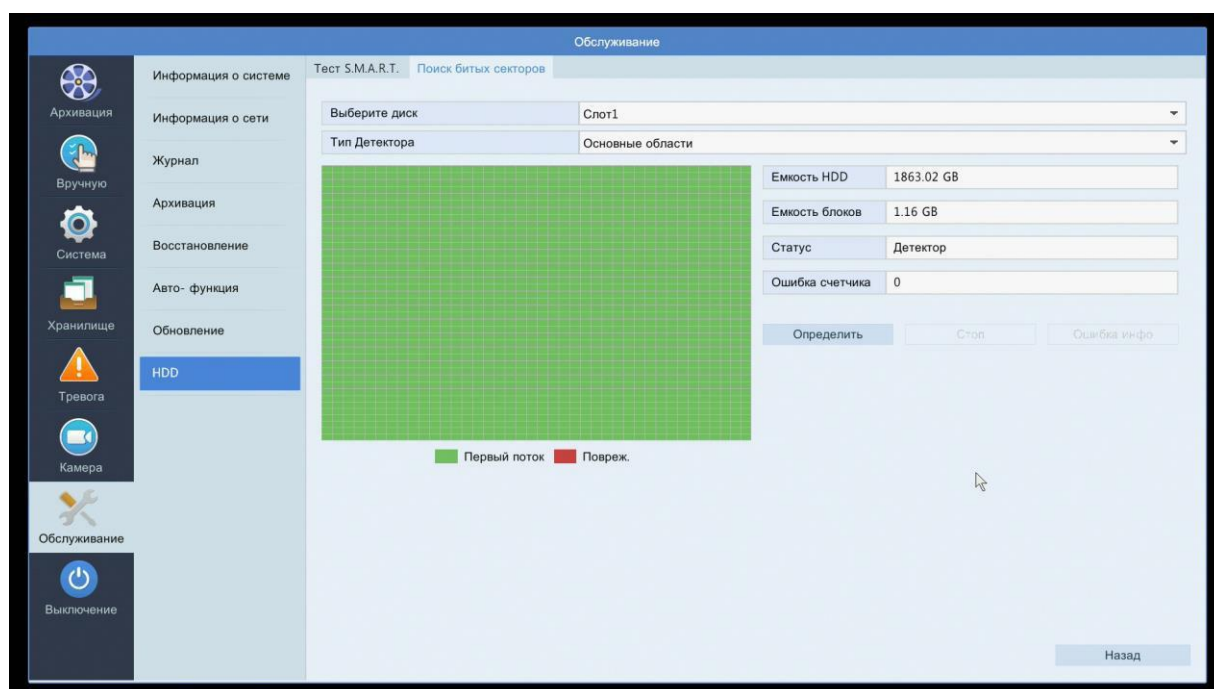 Обслуживание
Архивация
Вручную
Система
Хранилище
Тревога
Камера
Обслуживание
Выключение
Информация о системе
Информация о сети
Журнал
Архивация
Восстановление
Авто- функция
Обновление
HDD
Тест S.M.A.R.T. Поиск битых секторов
Выберите диск Слот1
Тип Детектора Основные области
Емкость HDD 1863.02 GB
Емкость блоков 1.16 GB
Статус Детектор
Ошибка счетчика 0
Определить Стоп Ошибка инфо
Первый поток Повреж.
Назад